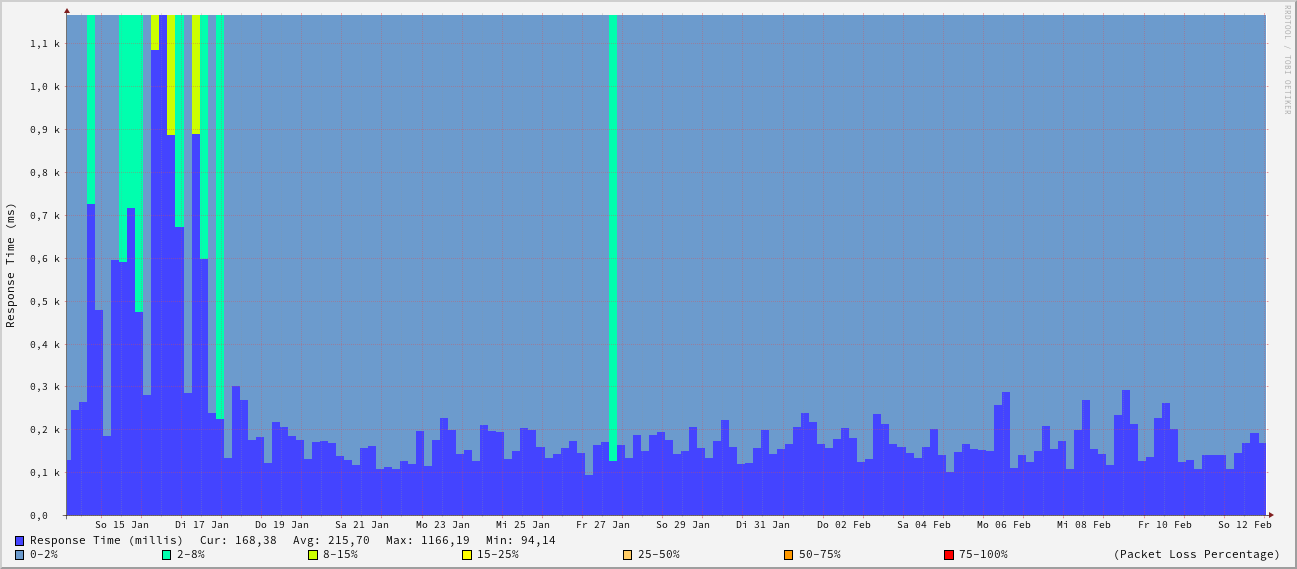 RRDTOOL / TOBI OETIKER
Response Time (ms)
1,1 k
1,0 k
0,9 k
0,8 k
0,7 k
0,6 k
0,5 k
0,4 k
0,3 k
0,2 k
0,1 k
0,0
So 15 Jan Di 17 Jan Do 19 Jan Sa 21 Jan Mo 23 Jan Mi 25 Jan Fr 27 Jan So 29 Jan Di 31 Jan Do 02 Feb Sa 04 Feb Mo 06 Feb Mi 08 Feb Fr 10 Feb So 12 Feb
Response Time (millis) Cur: 168,38 Avg: 215,70 Max: 1166,19 Min: 94,14
0-2% 2-8% 8-15% 15-25% 25-50% 50-75% 75-100% (Packet Loss Percentage)